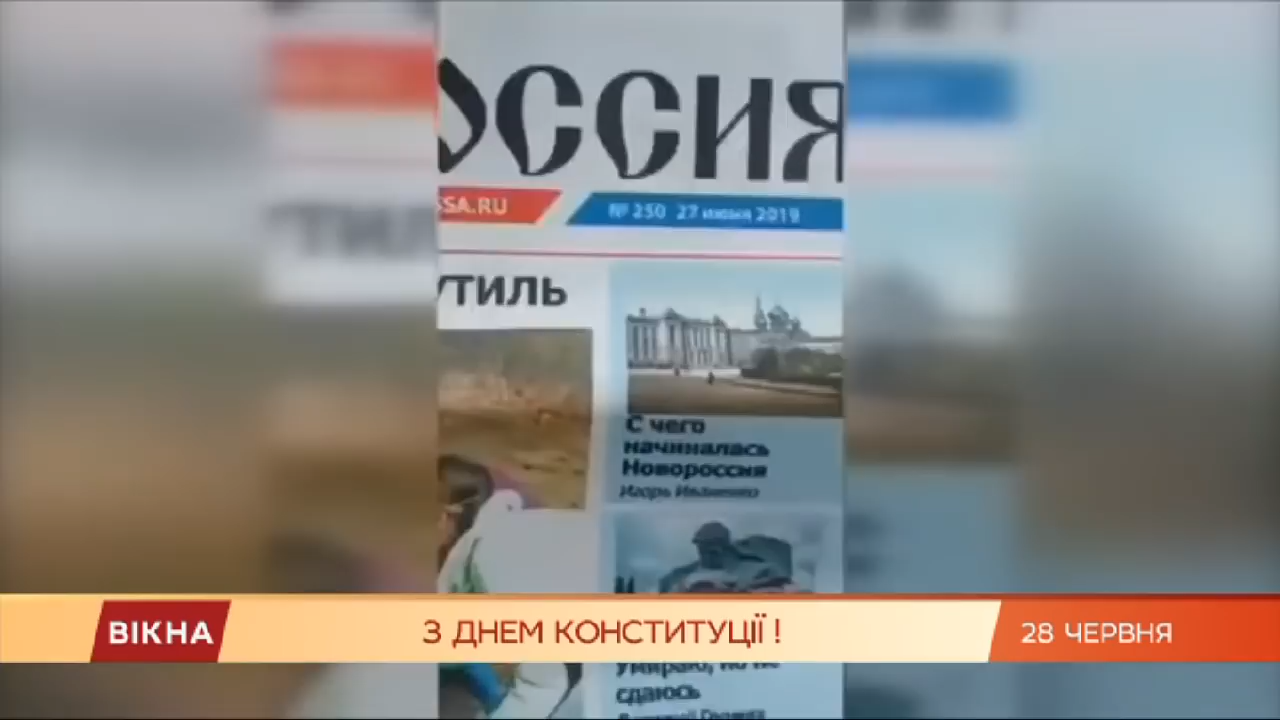 ОССИЯ
SSA.RU
№ 250 27 июня 2019
УТИЛЬ
С чего
начиналась
Новороссия
Игорь Иваненко
ВІКНА
З ДНЕМ КОНСТИТУЦІЇ !
28 ЧЕРВНЯ
Умираю, но не
сдаюсь